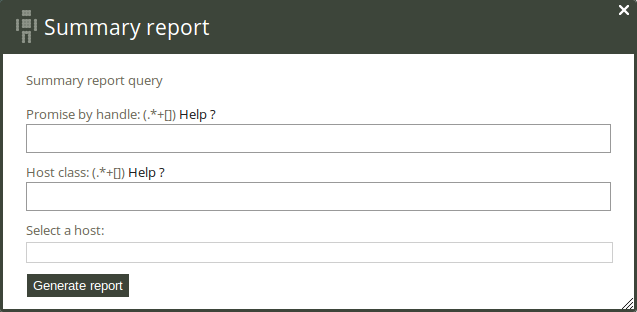 Summary report
Summary report query
Promise by handle: (.*+[]) Help ?
Host class: (.*+[]) Help ?
Select a host:
Generate report